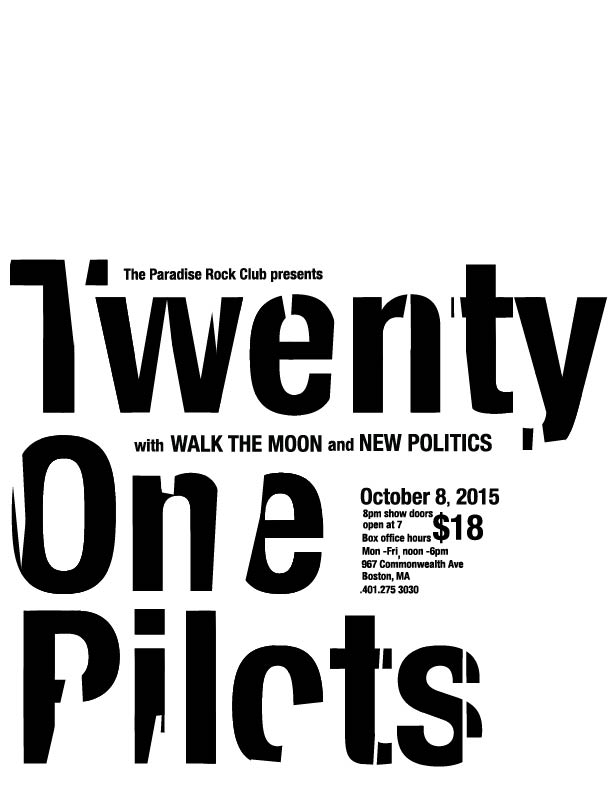 The Paradise Rock Club presents
Twenty
with WALK THE MOON and NEW POLITICS
One
October 8, 2015
8pm show doors
open at 7
$18
Box office hours
Mon -Fri, noon -6pm
967 Commonwealth Ave
Boston, MA
.401.275 3030
Pilots